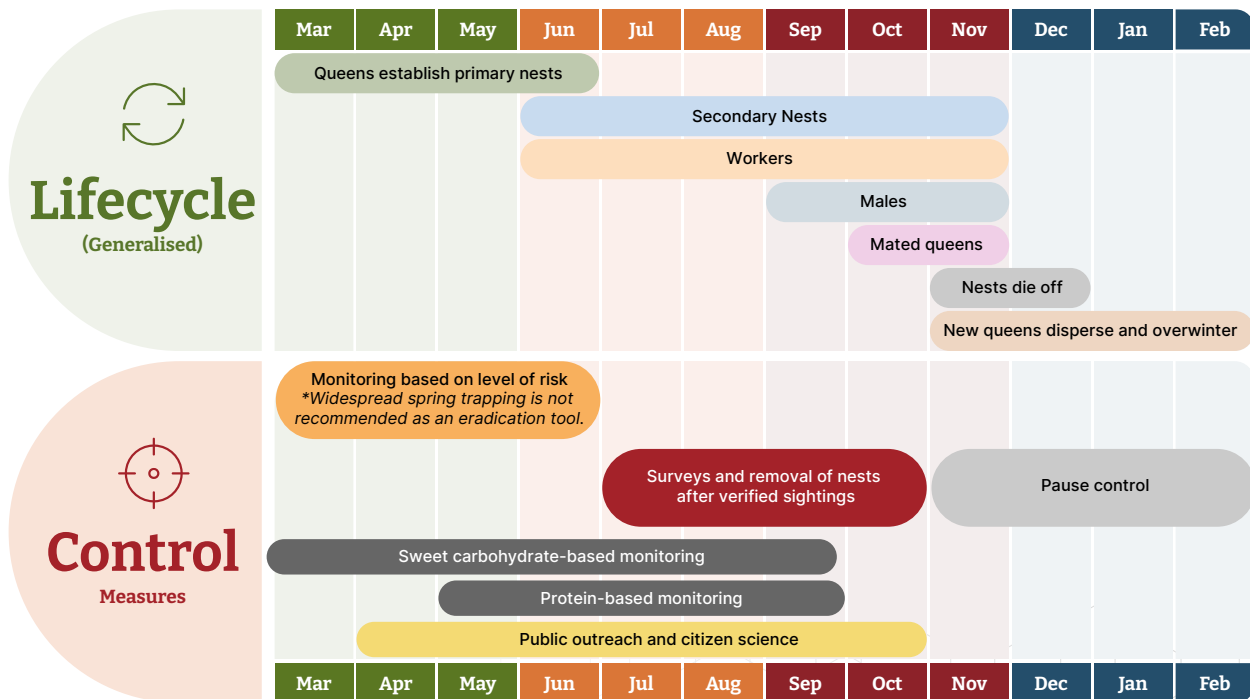 Mar Apr May Jun Jul Aug Sep Oct Nov Dec Jan Feb
Lifecycle
(Generalised)
Queens establish primary nests
Secondary Nests
Workers
Males
Mated queens
Nests die off
New queens disperse and overwinter
Control
Measures
Monitoring based on level of risk
*Widespread spring trapping is not
recommended as an eradication tool.
Surveys and removal of nests
after verified sightings
Pause control
Sweet carbohydrate-based monitoring
Protein-based monitoring
Public outreach and citizen science
Mar Apr May Jun Jul Aug Sep Oct Nov Dec Jan Feb